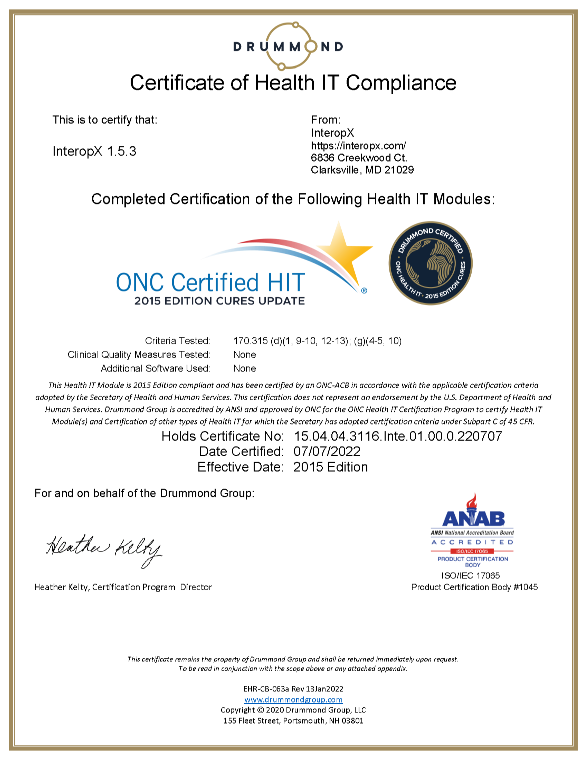 DRUMMOND
Certificate of Health IT Compliance
This is to certify that:
InteropX 1.5.3
From:
InteropX
https://interopx.com/
6836 Creekwood Ct.
Clarksville, MD 21029
Completed Certification of the Following Health IT Modules:
ONC Certified HIT
®
2015 EDITION CURES UPDATE
DRUMMOND CERTIFIED
ONC HEALTH IT - 2015 EDITION CURES
Criteria Tested: 170.315 (d)(1, 9-10, 12-13), (g)(4-5, 10)
Clinical Quality Measures Tested: None
Additional Software Used: None
This Health IT Module is 2015 Edition compliant and has been certified by an ONC-ACB in accordance with the applicable certification criteria
adopted by the Secretary of Health and Human Services. This certification does not represent an endorsement by the U.S. Department of Health and
Human Services. Drummond Group is accredited by ANSI and approved by ONC for the ONC Health IT Certification Program to certify Health IT
Module(s) and Certification of other types of Health IT for which the Secretary has adopted certification criteria under Subpart C of 45 CFR.
Holds Certificate No: 15.04.04.3116.Inte.01.00.0.220707
Date Certified: 07/07/2022
Effective Date: 2015 Edition
For and on behalf of the Drummond Group:
Heather Kelty
Heather Kelty, Certification Program Director
ANAB
ANSI National Accreditation Board
ACCREDITED
ISO/IEC 17065
PRODUCT CERTIFICATION
BODY
ISO/IEC 17065
Product Certification Body #1045
This certificate remains the property of Drummond Group and shall be returned immediately upon request.
To be read in conjunction with the scope above or any attached appendix.
EHR-CB-063a Rev 13Jan2022
www.drummondgroup.com
Copyright © 2020 Drummond Group, LLC
155 Fleet Street, Portsmouth, NH 03801